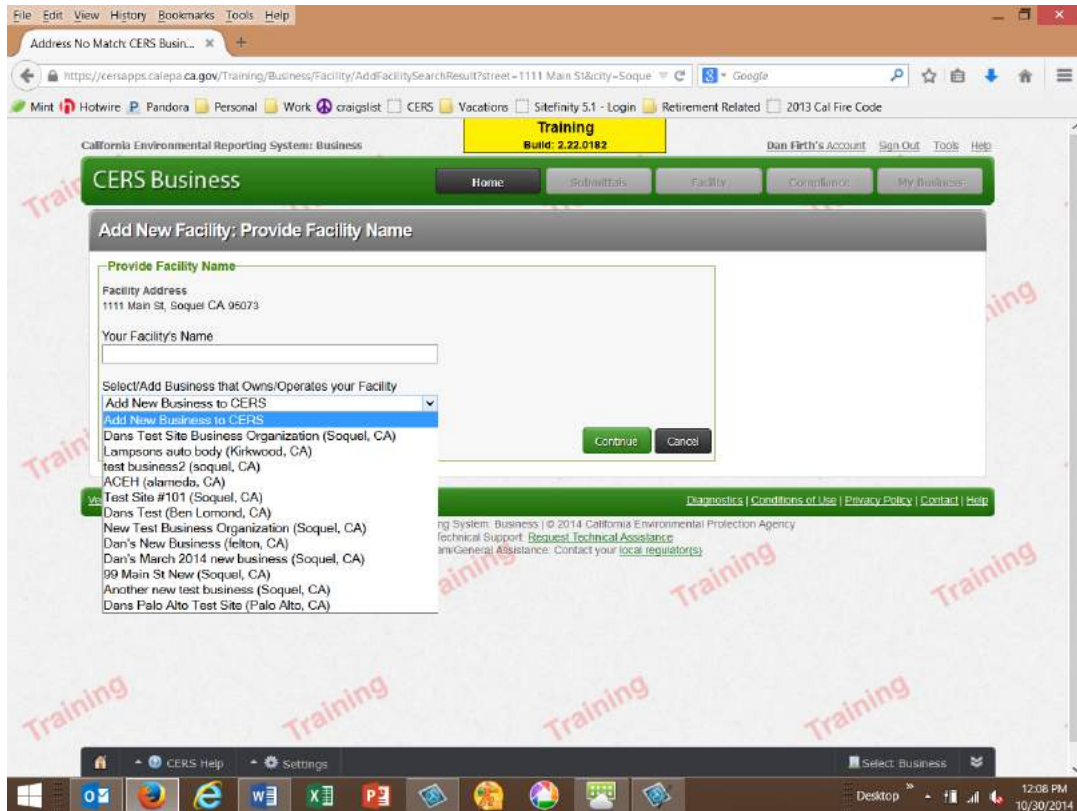 File Edit View History Bookmarks Tools Help
Address No Match: CERS Busin... × +
https://cersapps.calepa.ca.gov/Training/Business/Facility/AddFacilitySearchResult?street=1111 Main St&city=Soque Google
Mint Hotwire Pandora Personal Work craigslist CERS Vacations Sitefinity 5.1 - Login Retirement Related 2013 Cal Fire Code
Training
California Environmental Reporting System: Business Build: 2.22.0182 Dan Firth's Account Sign Out Tools Help
CERS Business Home Submittals Facility Compliance My Business
Add New Facility: Provide Facility Name
Provide Facility Name
Facility Address
1111 Main St, Soquel CA 95073
Your Facility's Name
Select/Add Business that Owns/Operates your Facility
Add New Business to CERS
Add New Business to CERS
Dans Test Site Business Organization (Soquel, CA)
Lampsons auto body (Kirkwood, CA)
test business2 (soquel, CA)
ACEH (alameda, CA)
Test Site #101 (Soquel, CA)
Dans Test (Ben Lomond, CA)
New Test Business Organization (Soquel, CA)
Dan's New Business (felton, CA)
Dan's March 2014 new business (Soquel, CA)
99 Main St New (Soquel, CA)
Another new test business (Soquel, CA)
Dans Palo Alto Test Site (Palo Alto, CA)
Continue Cancel
Ve Diagnostics | Conditions of Use | Privacy Policy | Contact | Help
ng System: Business | © 2014 California Environmental Protection Agency
Technical Support: Request Technical Assistance
am/General Assistance: Contact your local regulator(s)
Training
Training
Training
Training
Training
CERS Help Settings Select Business
Desktop 12:08 PM
10/30/2014